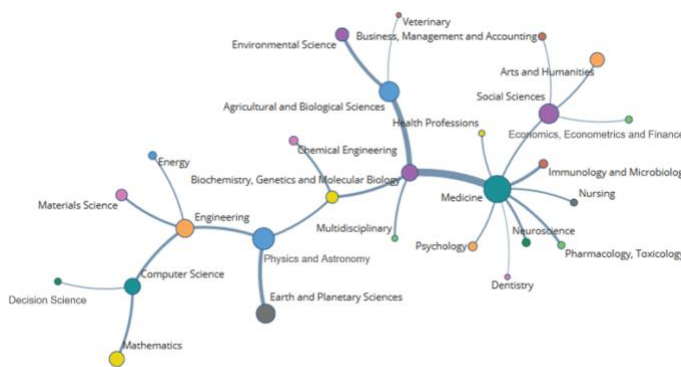 Veterinary
Environmental Science
Business, Management and Accounting
Arts and Humanities
Social Sciences
Agricultural and Biological Sciences
Health Professions
Economics, Econometrics and Finance
Chemical Engineering
Energy
Immunology and Microbiolog
Biochemistry, Genetics and Molecular Biology
Medicine
Nursing
Materials Science
Engineering
Multidisciplinary
Neuroscience
Psychology
Pharmacology, Toxicology
Physics and Astronomy
Computer Science
Dentistry
Decision Science
Earth and Planetary Sciences
Mathematics